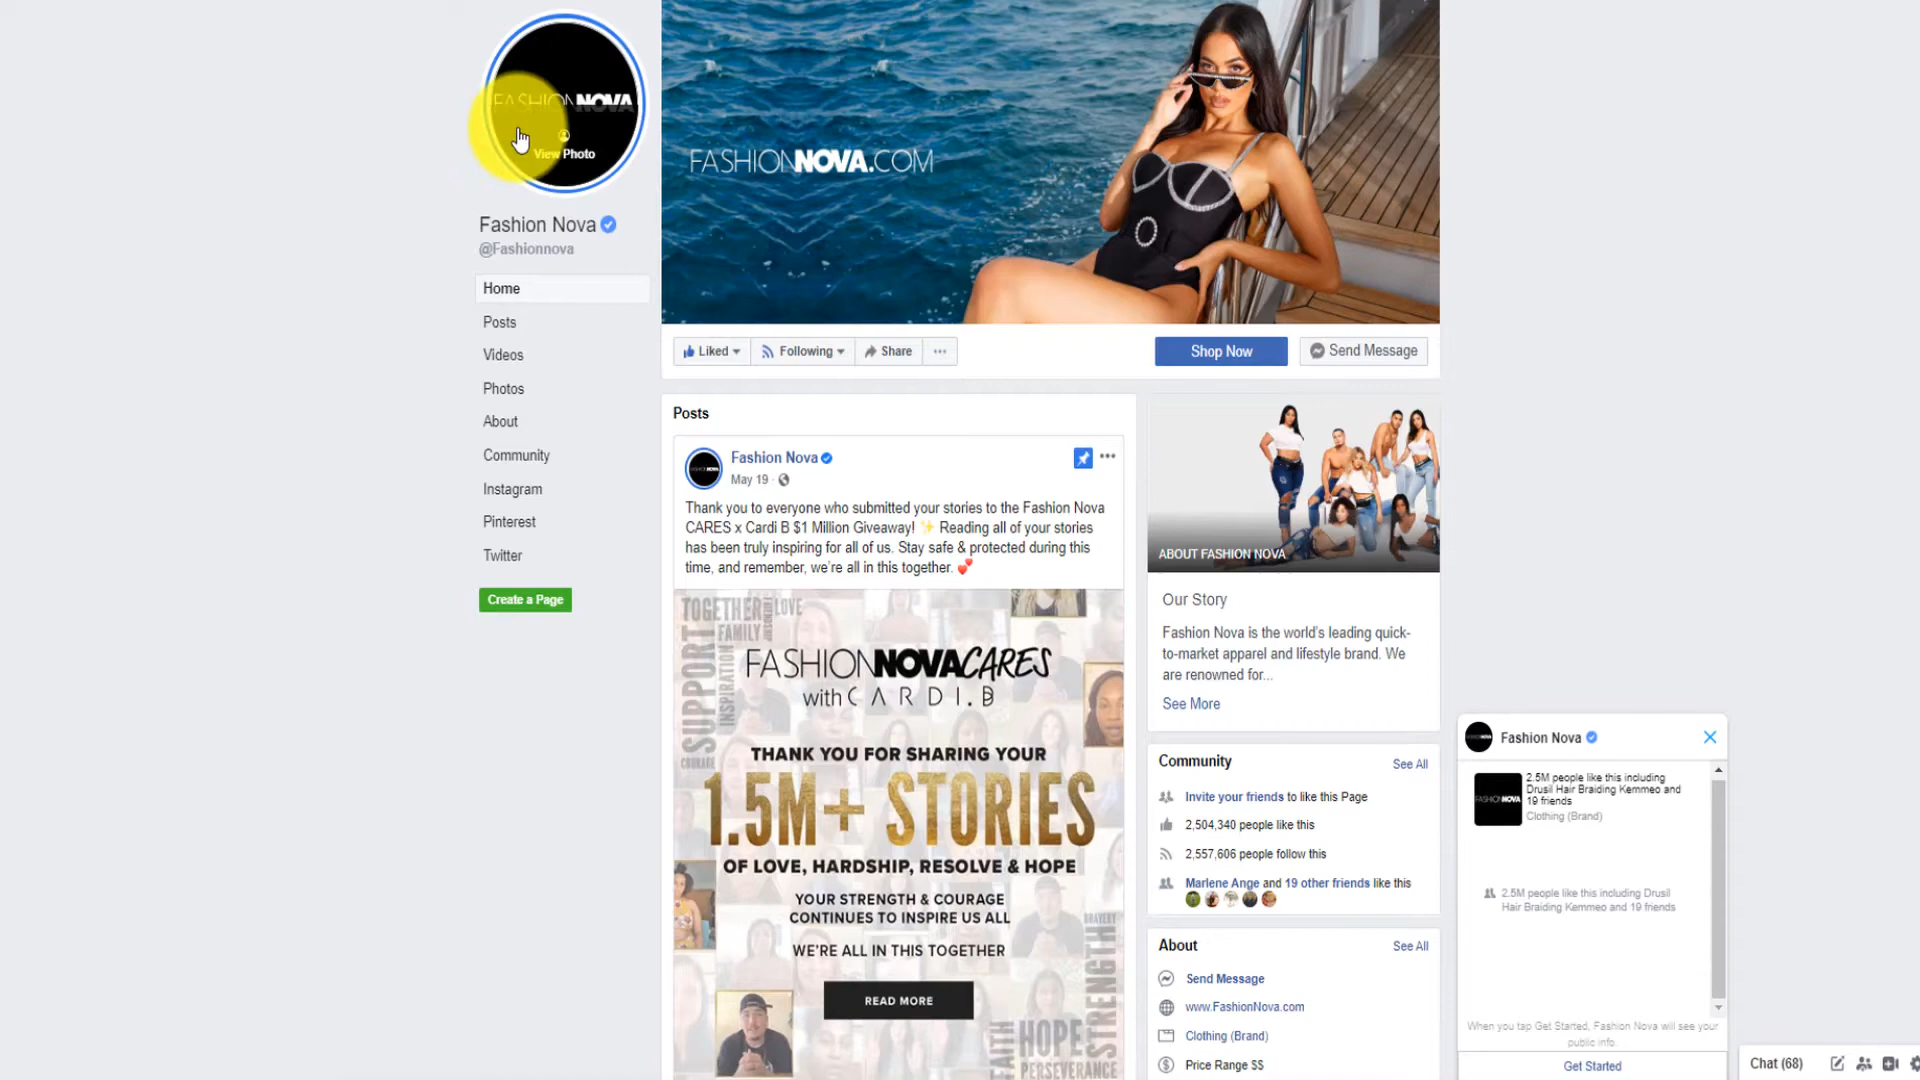 FASHIONNOVA
View Photo
Fashion Nova
@Fashionnova
Home
Posts
Videos
Photos
About
Community
Instagram
Pinterest
Twitter
Create a Page
FASHIONNOVA.COM
Liked
Following
Share
Shop Now
Send Message
Posts
Fashion Nova
May 19
Thank you to everyone who submitted your stories to the Fashion Nova
CARES x Cardi B $1 Million Giveaway! ✨ Reading all of your stories
has been truly inspiring for all of us. Stay safe & protected during this
time, and remember, we're all in this together. 💕
TOGETHER
LOVE
FAMILY
SUPPORT
INSPIRATION
COURAGE
FASHIONNOVACARES
with CARDI.B
THANK YOU FOR SHARING YOUR
1.5M+ STORIES
OF LOVE, HARDSHIP, RESOLVE & HOPE
YOUR STRENGTH & COURAGE
CONTINUES TO INSPIRE US ALL
WE'RE ALL IN THIS TOGETHER
READ MORE
BRAVERY
STRENGTH
HOPE
FAITH
PERSEVERANCE
ABOUT FASHION NOVA
Our Story
Fashion Nova is the world's leading quick-
to-market apparel and lifestyle brand. We
are renowned for...
See More
Community
See All
Invite your friends to like this Page
2,504,340 people like this
2,557,606 people follow this
Marlene Ange and 19 other friends like this
About
See All
Send Message
www.FashionNova.com
Clothing (Brand)
Price Range $$
Fashion Nova
FASHIONNOVA
2.5M people like this including
Drusil Hair Braiding Kemmeo and
19 friends
Clothing (Brand)
2.5M people like this including Drusil
Hair Braiding Kemmeo and 19 friends
When you tap Get Started, Fashion Nova will see your
public info.
Get Started
Chat (68)